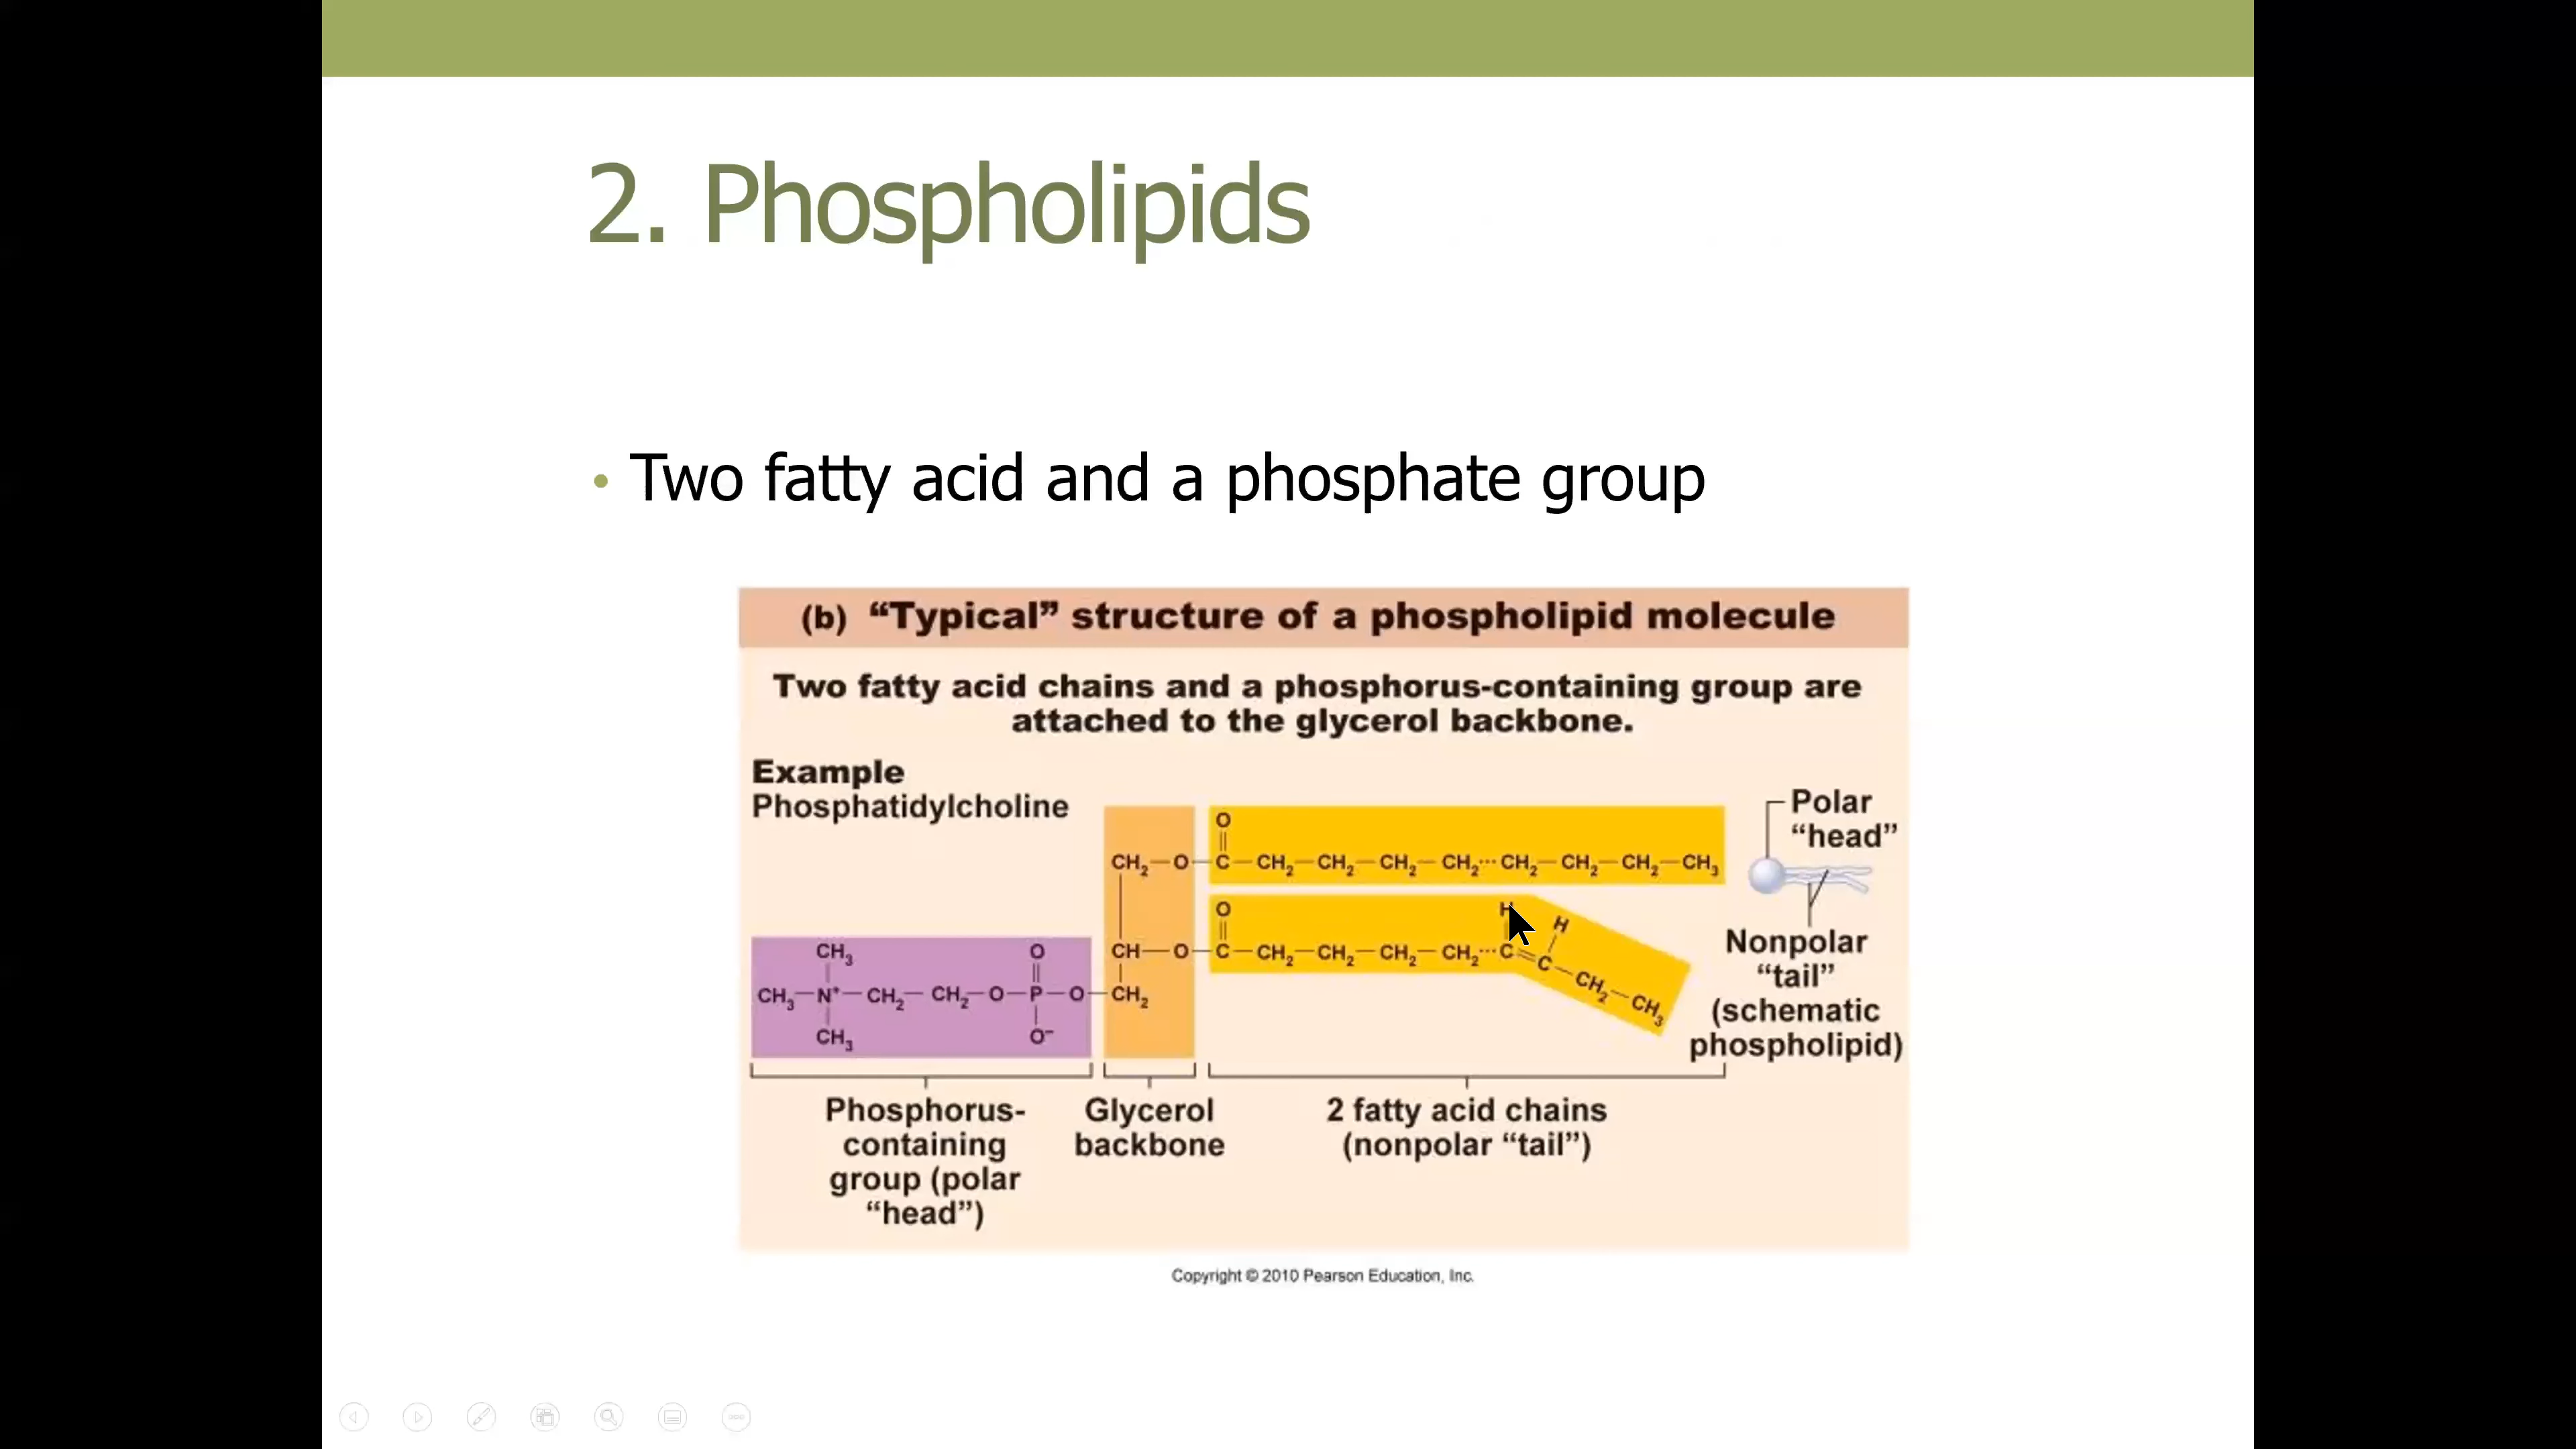 2. Phospholipids
• Two fatty acid and a phosphate group
(b) “Typical” structure of a phospholipid molecule
Two fatty acid chains and a phosphorus-containing group are
attached to the glycerol backbone.
Example
Phosphatidylcholine
Polar
“head”
O
CH₂—O—C—CH₂—CH₂—CH₂—CH₂···CH₂—CH₂—CH₂—CH₃
O H H
CH—O—C—CH₂—CH₂—CH₂—CH₂···C=C—CH₂—CH₃
CH₃ O
CH₃—N⁺—CH₂—CH₂—O—P—O—CH₂
CH₃ O⁻
Nonpolar
“tail”
(schematic
phospholipid)
Phosphorus-
containing
group (polar
“head”)
Glycerol
backbone
2 fatty acid chains
(nonpolar “tail”)
Copyright © 2010 Pearson Education, Inc.